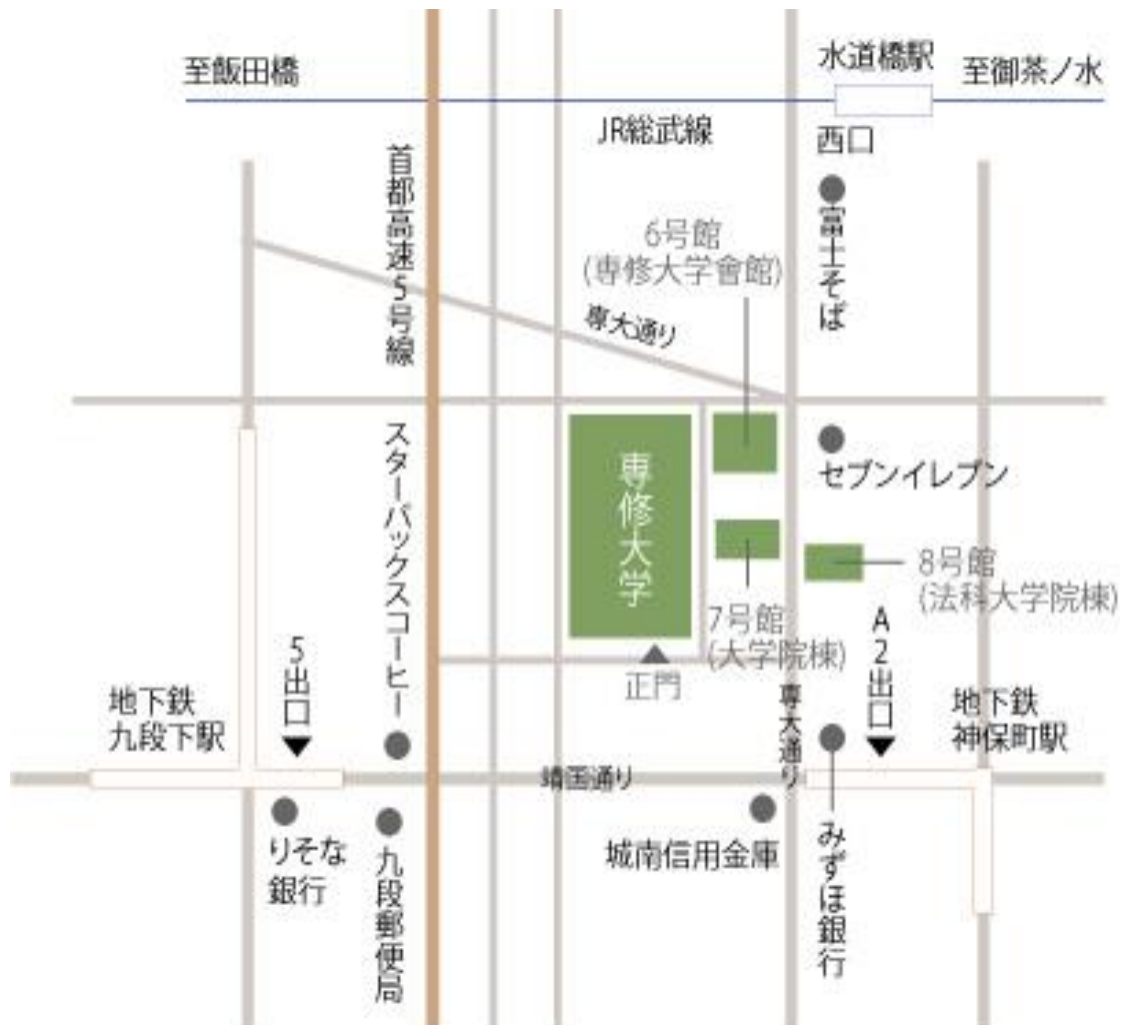 水道橋駅
至飯田橋
至御茶ノ水
JR総武線
西口
首都高速5号線
富士そば
6号館
(専修大学會館)
専大通り
スターバックスコーヒー
専修大学
セブンイレブン
8号館
(法科大学院棟)
7号館
(大学院棟)
A2出口
5出口
正門
地下鉄
九段下駅
専大通り
地下鉄
神保町駅
靖国通り
りそな
銀行
九段郵便局
城南信用金庫
みずほ銀行